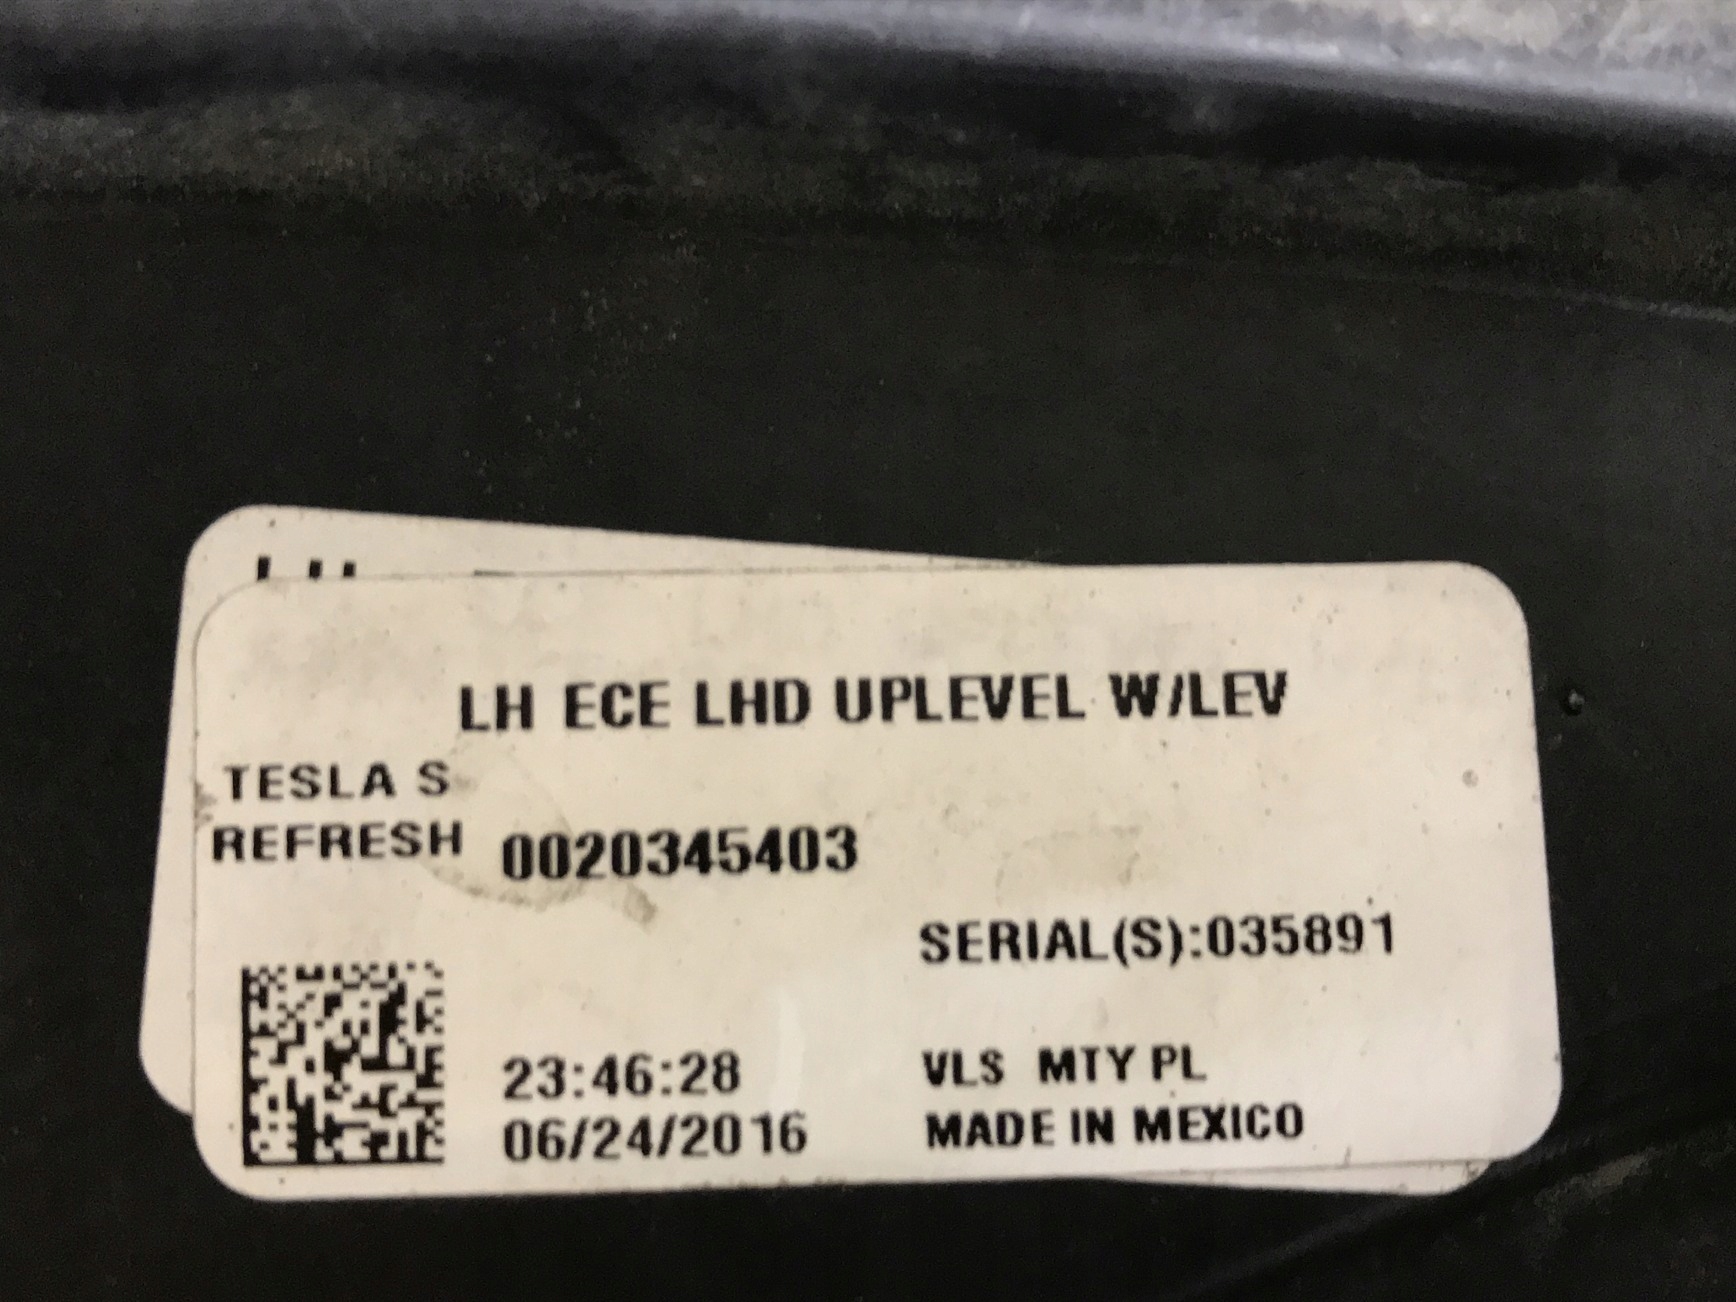 LH ECE LHD UPLEVEL W/LEV
TESLA S
REFRESH 0020345403
SERIAL(S):035891
23:46:28 VLS MTY PL
06/24/2016 MADE IN MEXICO